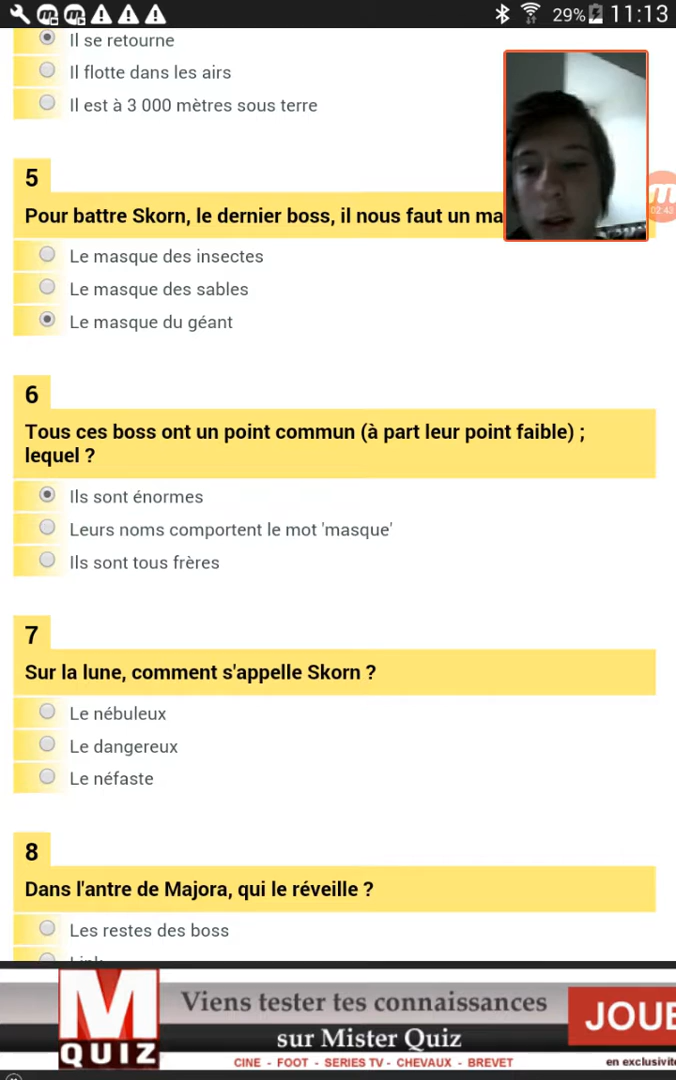 29% 11:13
Il se retourne
Il flotte dans les airs
Il est à 3 000 mètres sous terre
5
Pour battre Skorn, le dernier boss, il nous faut un ma
02:43
Le masque des insectes
Le masque des sables
Le masque du géant
6
Tous ces boss ont un point commun (à part leur point faible) ;
lequel ?
Ils sont énormes
Leurs noms comportent le mot 'masque'
Ils sont tous frères
7
Sur la lune, comment s'appelle Skorn ?
Le nébuleux
Le dangereux
Le néfaste
8
Dans l'antre de Majora, qui le réveille ?
Les restes des boss
Link
M
QUIZ
Viens tester tes connaissances
sur Mister Quiz
JOUE
CINE - FOOT - SERIES TV - CHEVAUX - BREVET
en exclusivité